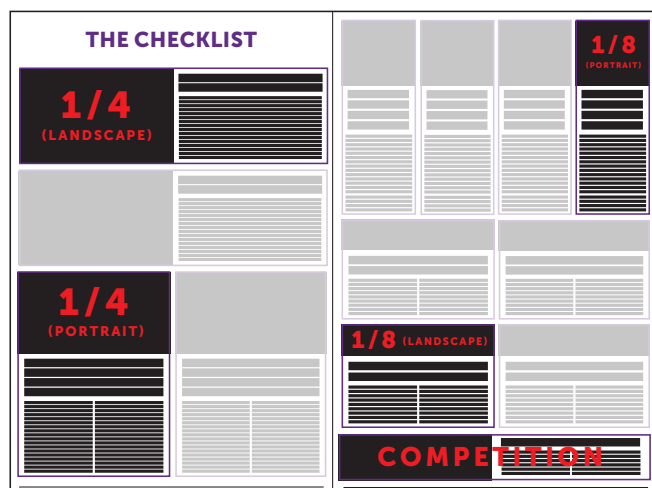 THE CHECKLIST
1/4
(LANDSCAPE)
1/4
(PORTRAIT)
1/8
(PORTRAIT)
1/8 (LANDSCAPE)
COMPETITION